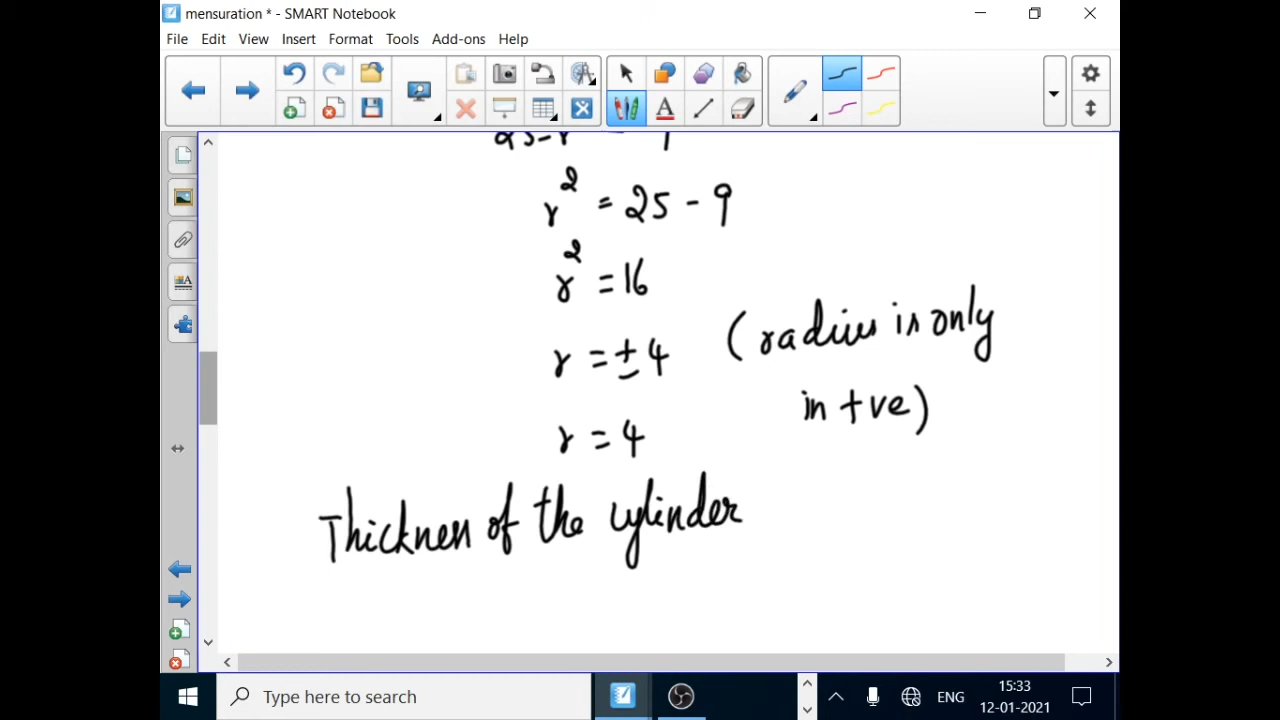 mensuration * - SMART Notebook
File Edit View Insert Format Tools Add-ons Help
r² = 25 - 9
r² = 16
r = ± 4 (radius is only
in +ve)
r = 4
Thickness of the cylinder
Type here to search
ENG
15:33
12-01-2021